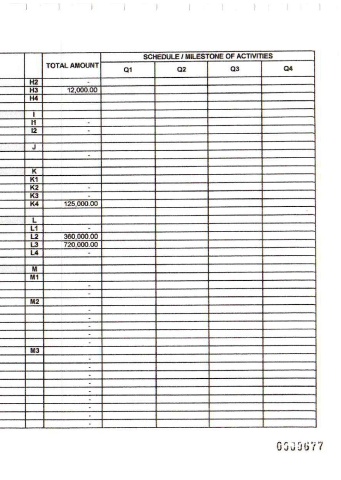 TOTAL AMOUNT SCHEDULE / MILESTONE OF ACTIVITIES
Q1 Q2 Q3 Q4
H2 -
H3 12,000.00
H4
I
I1 -
I2 -
J
-
K
K1
K2 -
K3 -
K4 125,000.00
L
L1 -
L2 360,000.00
L3 720,000.00
L4 -
M
M1
-
-
M2
-
-
-
-
-
M3
-
-
-
-
-
-
-
-
-